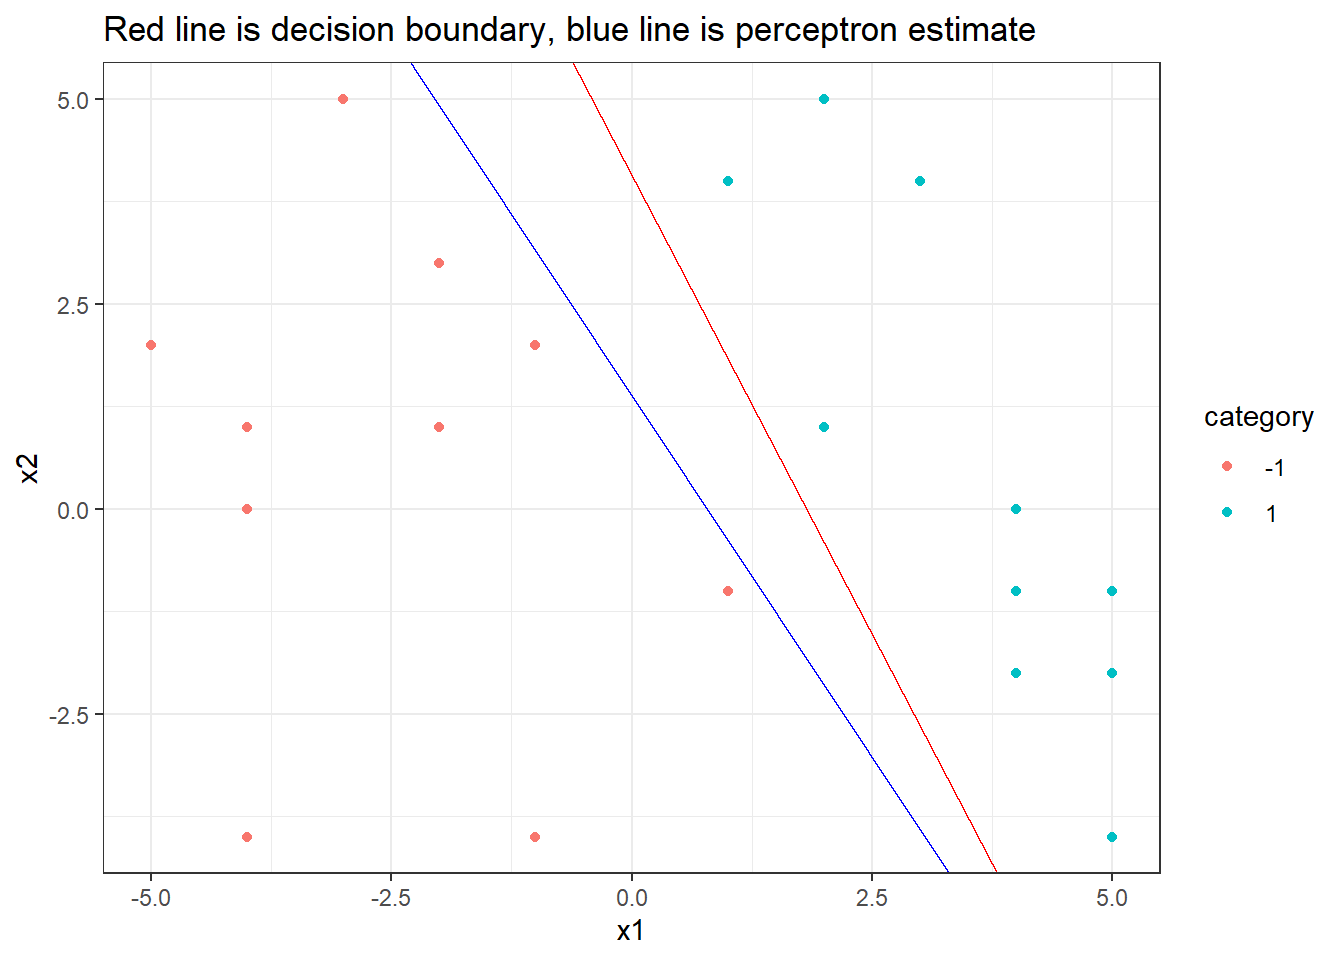 Red line is decision boundary, blue line is perceptron estimate
5.0
2.5
0.0
-2.5
x2
-5.0 -2.5 0.0 2.5 5.0
x1
category
-1
1